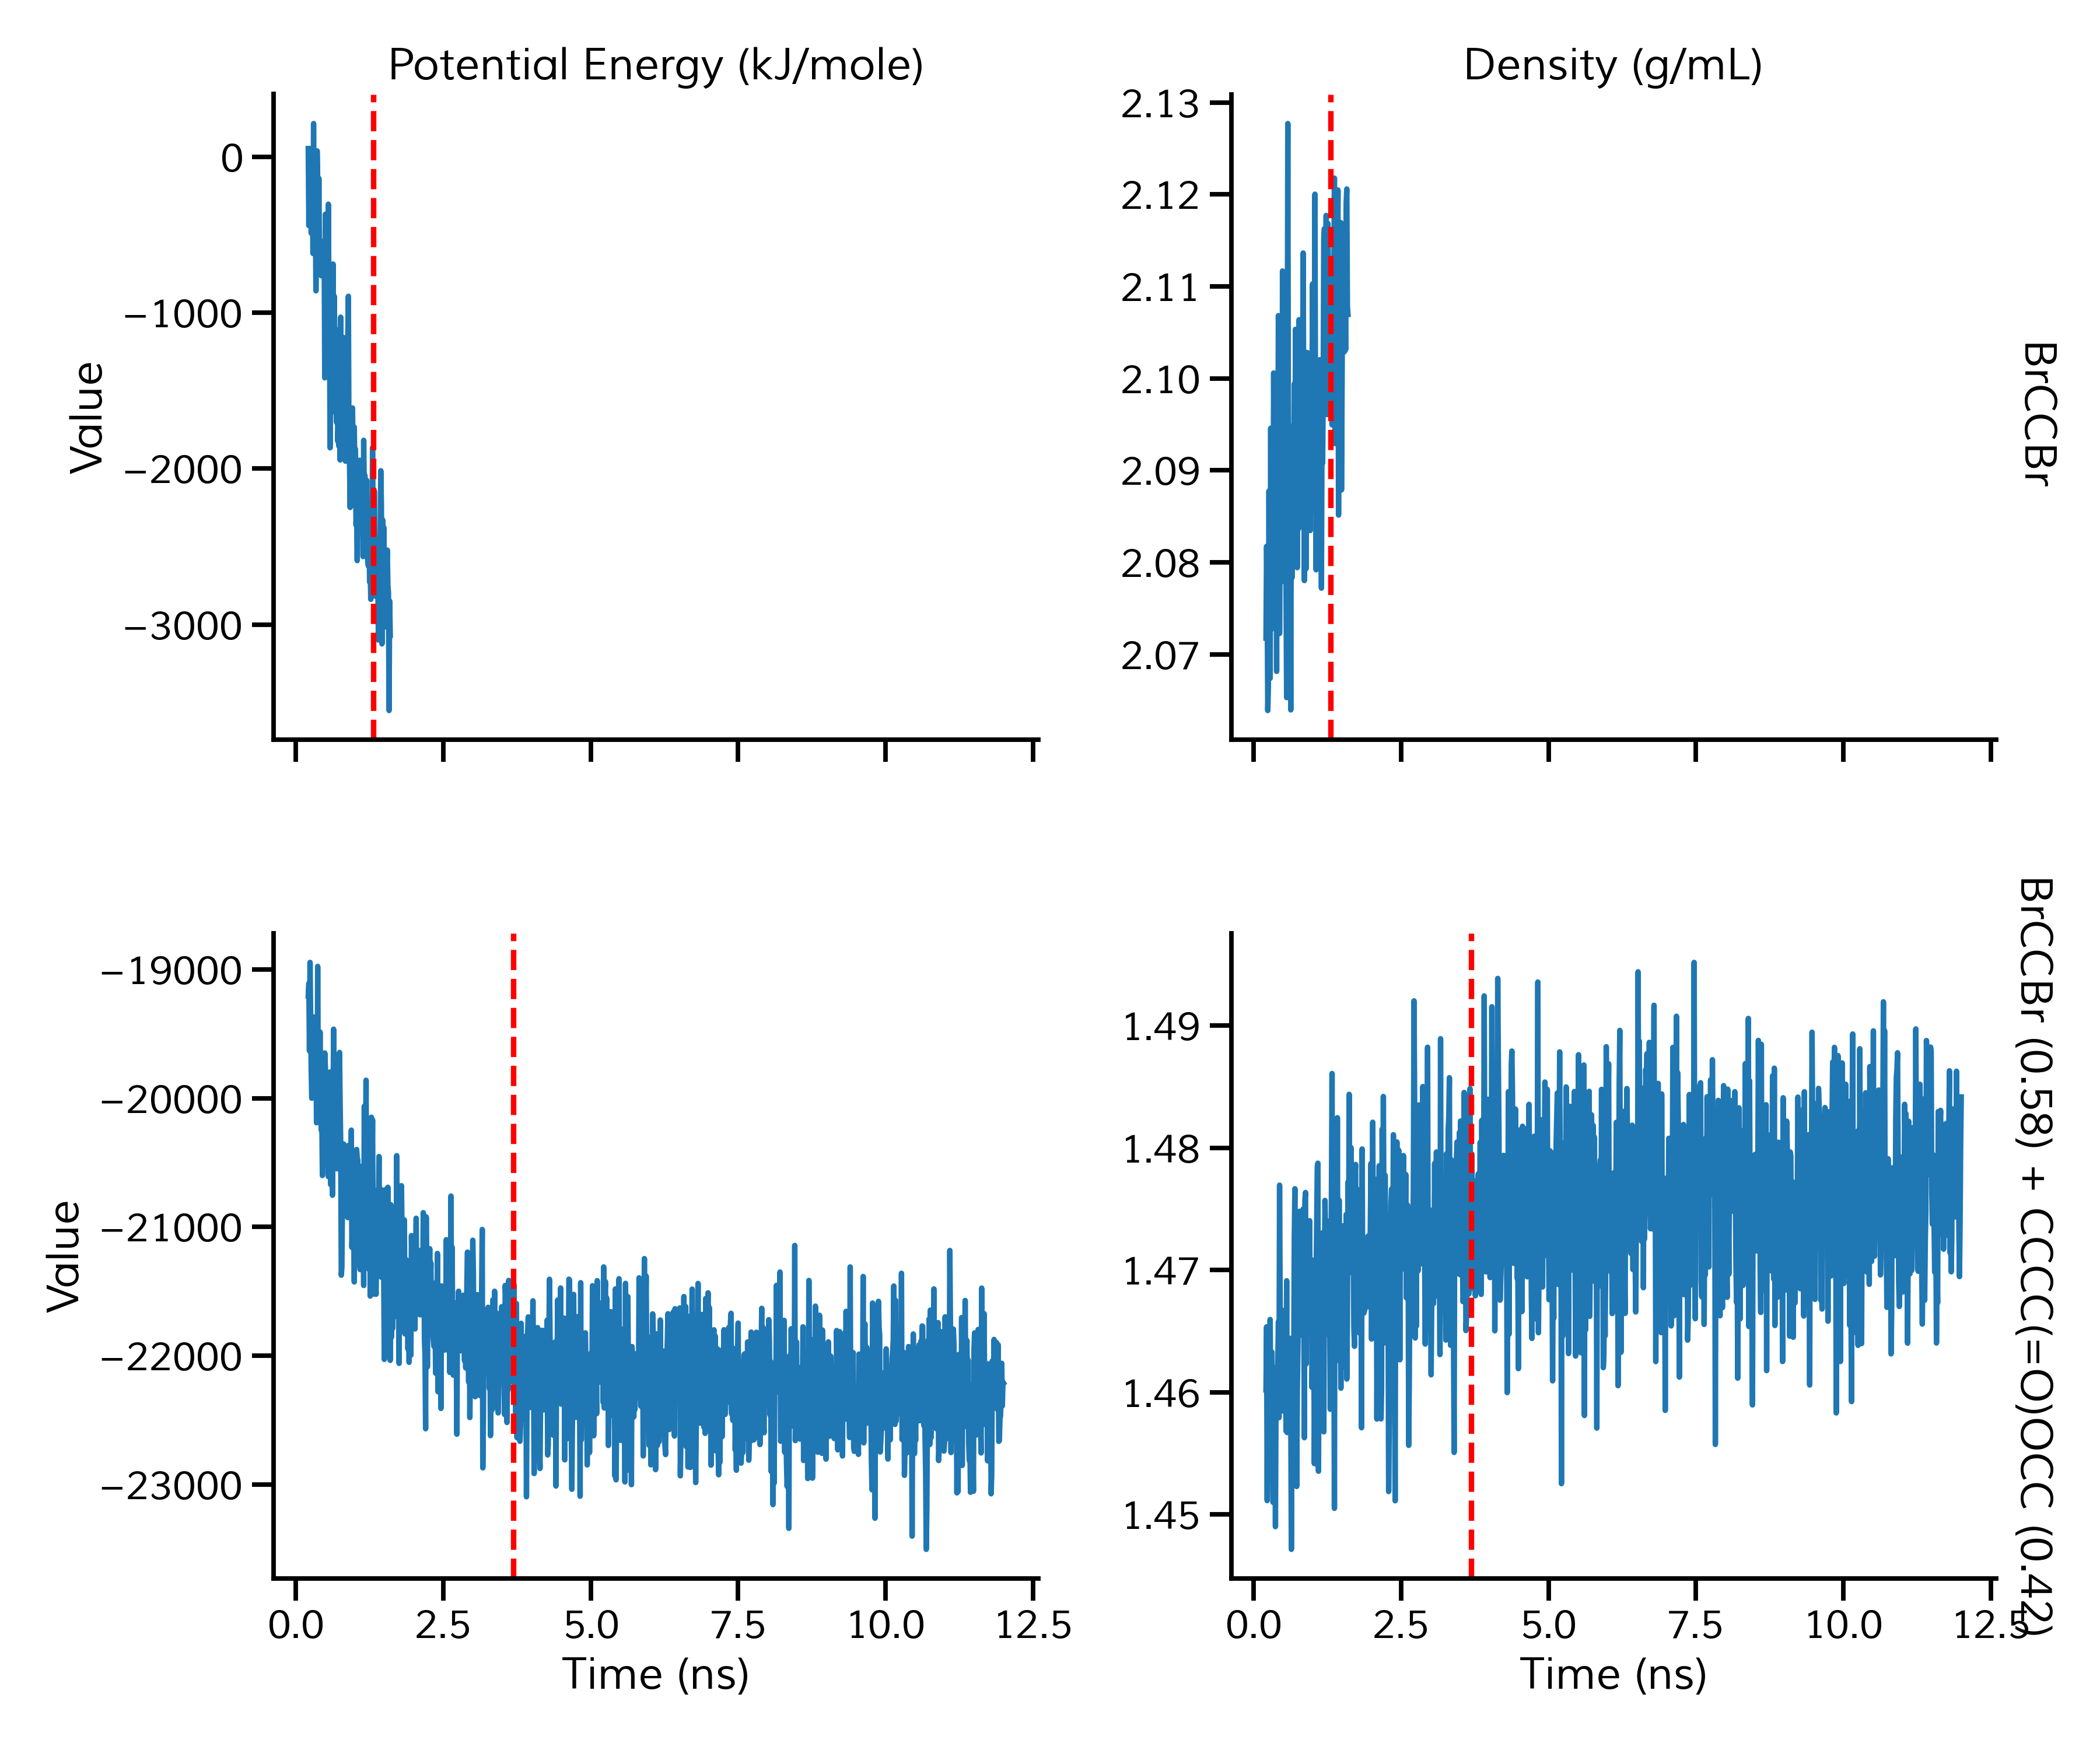 Potential Energy (kJ/mole)
Density (g/mL)
Value
0
−1000
−2000
−3000
2.13
2.12
2.11
2.10
2.09
2.08
2.07
BrCCBr
Value
−19000
−20000
−21000
−22000
−23000
0.0 2.5 5.0 7.5 10.0 12.5
Time (ns)
1.49
1.48
1.47
1.46
1.45
0.0 2.5 5.0 7.5 10.0 12.5
Time (ns)
BrCCBr (0.58) + CCCC(=O)OCC (0.42)